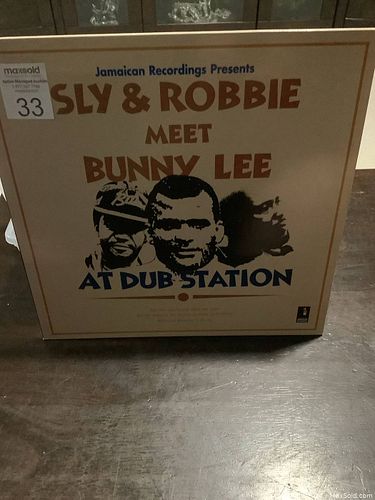 maxsold
33
Jamaican Recordings Presents
SLY & ROBBIE
MEET
BUNNY LEE
AT DUB STATION
MaxSold.com